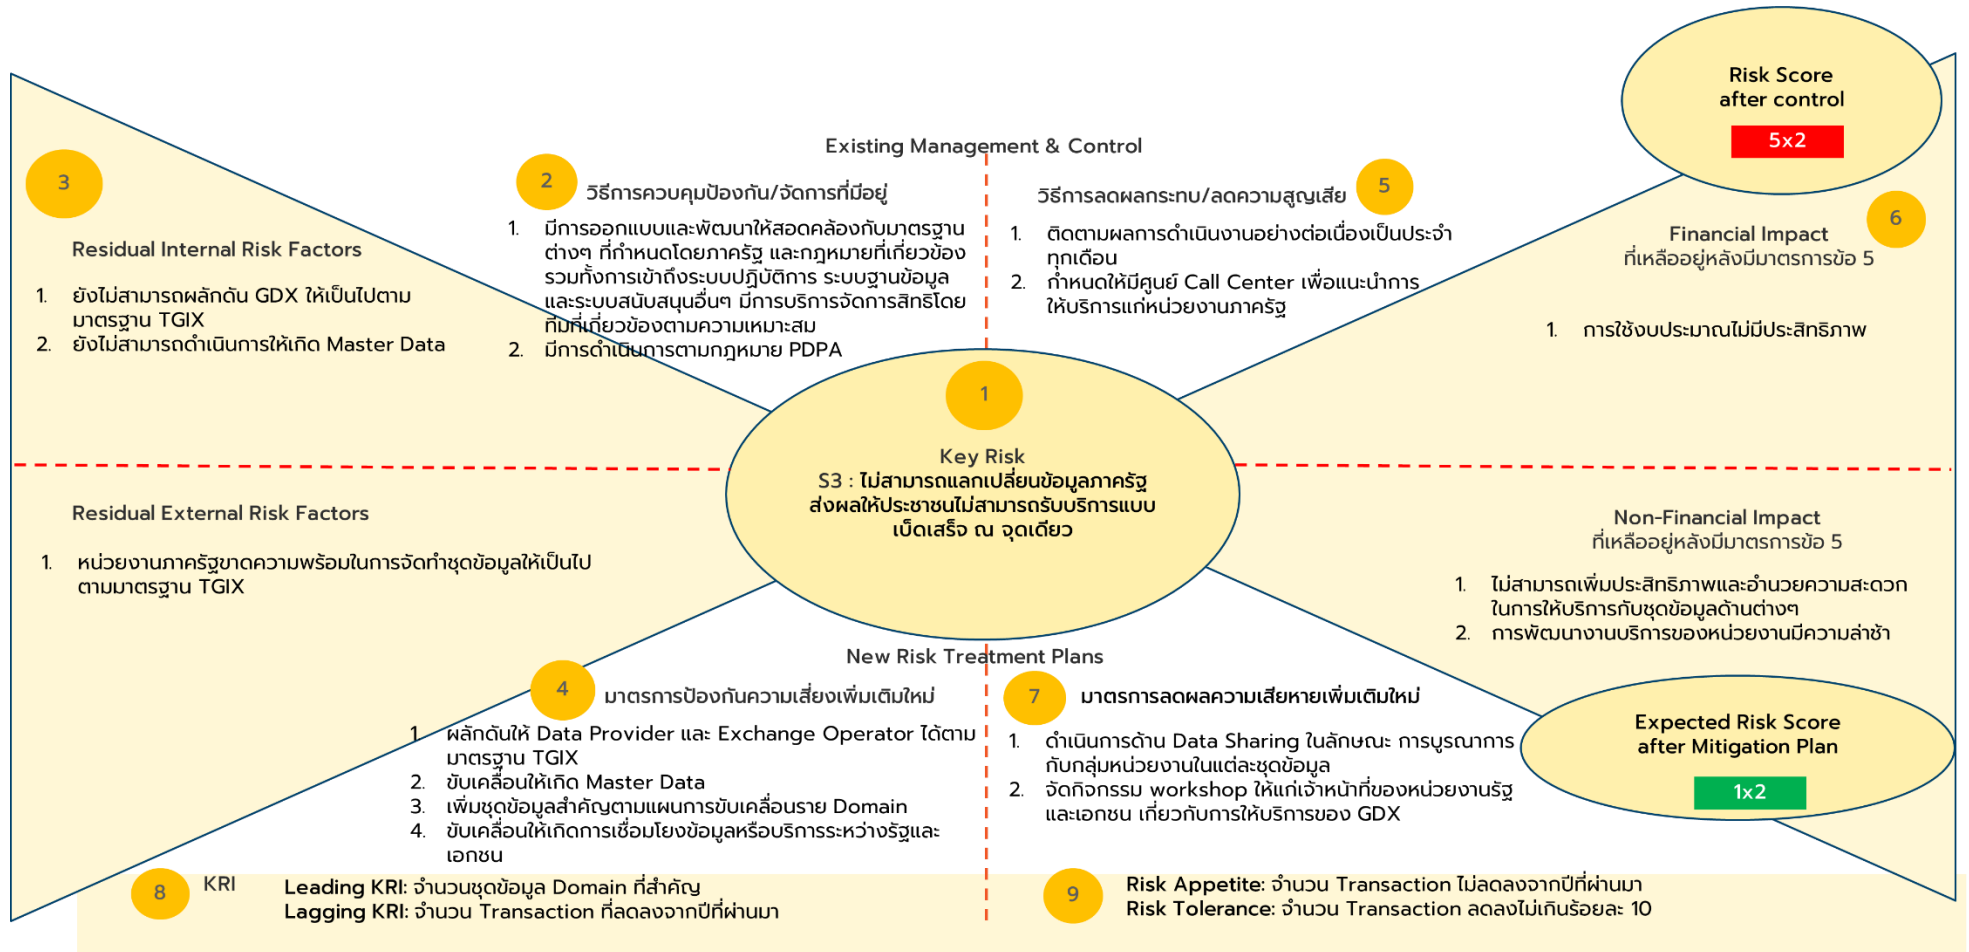 Risk Score
after control
5x2
Existing Management & Control
3
Residual Internal Risk Factors
1. ยังไม่สามารถผลักดัน GDX ให้เป็นไปตาม
มาตรฐาน TGIX
2. ยังไม่สามารถดำเนินการให้เกิด Master Data
2
วิธีการควบคุมป้องกัน/จัดการที่มีอยู่
1. มีการออกแบบและพัฒนาให้สอดคล้องกับมาตรฐาน
ต่างๆ ที่กำหนดโดยภาครัฐ และกฎหมายที่เกี่ยวข้อง
รวมทั้งการเข้าถึงระบบปฏิบัติการ ระบบฐานข้อมูล
และระบบสนับสนุนอื่นๆ มีการบริการจัดการสิทธิโดย
ทีมที่เกี่ยวข้องตามความเหมาะสม
2. มีการดำเนินการตามกฎหมาย PDPA
วิธีการลดผลกระทบ/ลดความสูญเสีย
5
1. ติดตามผลการดำเนินงานอย่างต่อเนื่องเป็นประจำ
ทุกเดือน
2. กำหนดให้มีศูนย์ Call Center เพื่อแนะนำการ
ให้บริการแก่หน่วยงานภาครัฐ
6
Financial Impact
ที่เหลืออยู่หลังมีมาตรการข้อ 5
1. การใช้งบประมาณไม่มีประสิทธิภาพ
1
Key Risk
S3 : ไม่สามารถแลกเปลี่ยนข้อมูลภาครัฐ
ส่งผลให้ประชาชนไม่สามารถรับบริการแบบ
เบ็ดเสร็จ ณ จุดเดียว
Residual External Risk Factors
1. หน่วยงานภาครัฐขาดความพร้อมในการจัดทำชุดข้อมูลให้เป็นไป
ตามมาตรฐาน TGIX
Non-Financial Impact
ที่เหลืออยู่หลังมีมาตรการข้อ 5
1. ไม่สามารถเพิ่มประสิทธิภาพและอำนวยความสะดวก
ในการให้บริการกับชุดข้อมูลด้านต่างๆ
2. การพัฒนางานบริการของหน่วยงานมีความล่าช้า
New Risk Treatment Plans
4
มาตรการป้องกันความเสี่ยงเพิ่มเติมใหม่
1 ผลักดันให้ Data Provider และ Exchange Operator ได้ตาม
มาตรฐาน TGIX
2. ขับเคลื่อนให้เกิด Master Data
3. เพิ่มชุดข้อมูลสำคัญตามแผนการขับเคลื่อนราย Domain
4. ขับเคลื่อนให้เกิดการเชื่อมโยงข้อมูลหรือบริการระหว่างรัฐและ
เอกชน
7
มาตรการลดผลความเสียหายเพิ่มเติมใหม่
1. ดำเนินการด้าน Data Sharing ในลักษณะ การบูรณาการ
กับกลุ่มหน่วยงานในแต่ละชุดข้อมูล
2. จัดกิจกรรม workshop ให้แก่เจ้าหน้าที่ของหน่วยงานรัฐ
และเอกชน เกี่ยวกับการให้บริการของ GDX
Expected Risk Score
after Mitigation Plan
1x2
8
KRI
Leading KRI: จำนวนชุดข้อมูล Domain ที่สำคัญ
Lagging KRI: จำนวน Transaction ที่ลดลงจากปีที่ผ่านมา
9
Risk Appetite: จำนวน Transaction ไม่ลดลงจากปีที่ผ่านมา
Risk Tolerance: จำนวน Transaction ลดลงไม่เกินร้อยละ 10